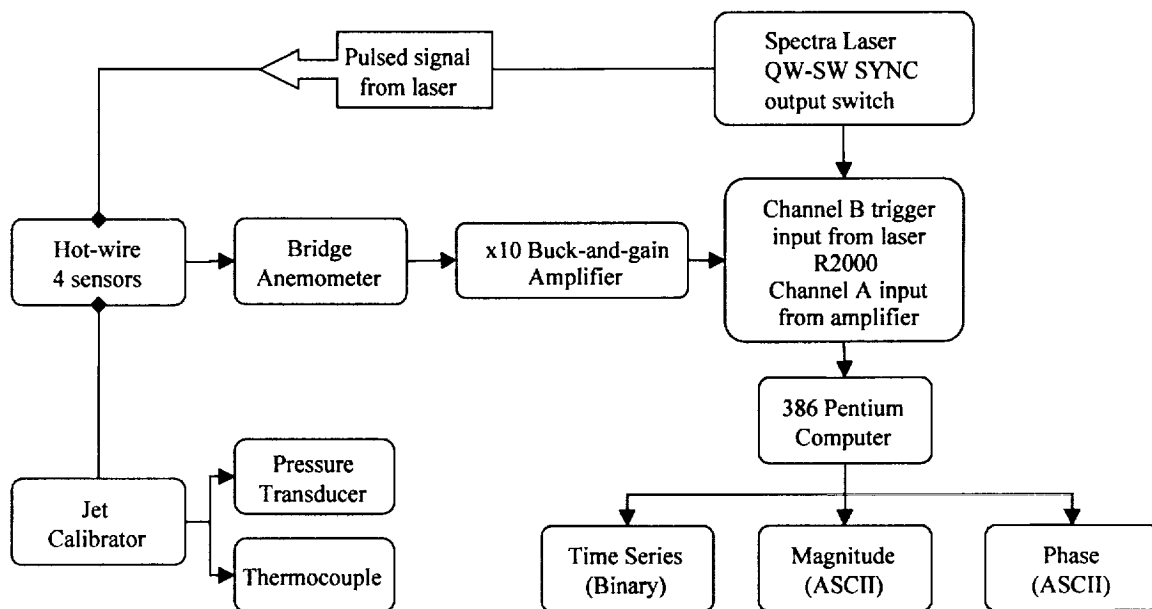 Pulsed signal
from laser
Spectra Laser
QW-SW SYNC
output switch
Hot-wire
4 sensors
Bridge
Anemometer
x10 Buck-and-gain
Amplifier
Channel B trigger
input from laser
R2000
Channel A input
from amplifier
386 Pentium
Computer
Jet
Calibrator
Pressure
Transducer
Thermocouple
Time Series
(Binary)
Magnitude
(ASCII)
Phase
(ASCII)